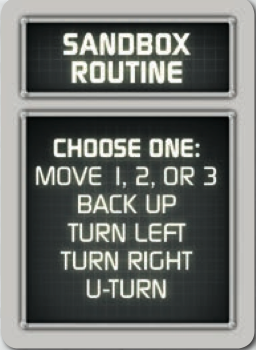 SANDBOX
ROUTINE
CHOOSE ONE:
MOVE 1, 2, OR 3
BACK UP
TURN LEFT
TURN RIGHT
U-TURN